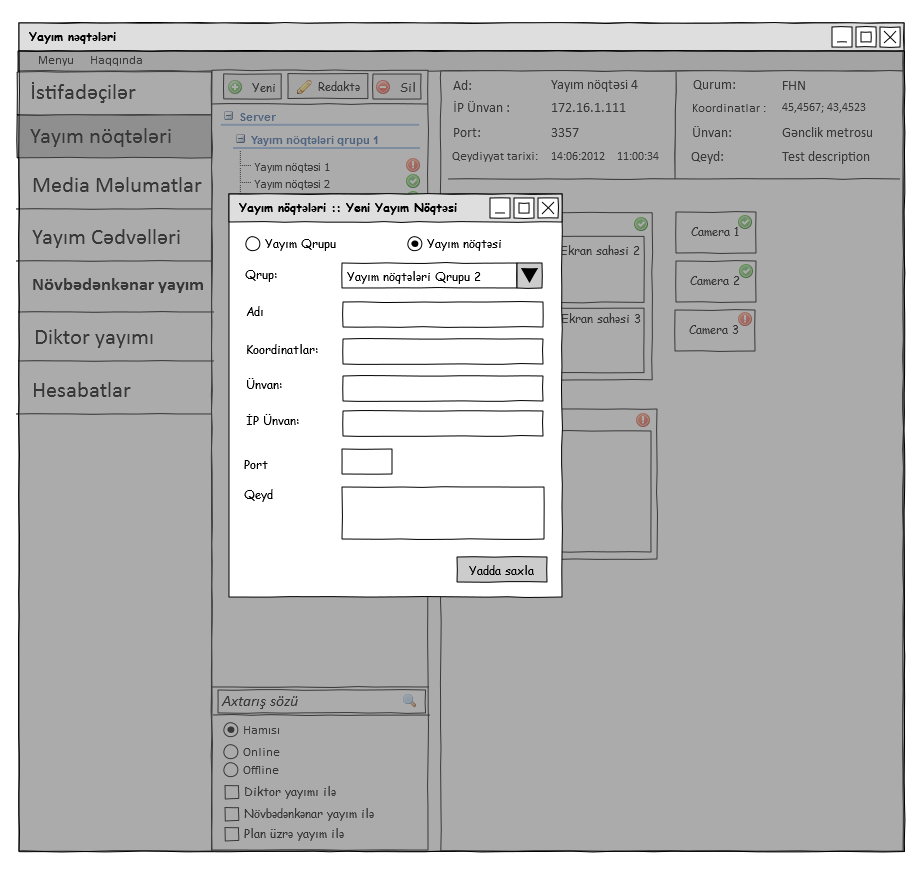 Yayım nəqtələri
Menyu Haqqında
İstifadəçilər
Yayım nöqtələri
Media Məlumatlar
Yayım Cədvəlləri
Növbədənkənar yayım
Diktor yayımı
Hesabatlar
Yeni Redaktə Sil
Server
Yayım nöqtələri qrupu 1
Yayım nöqtəsi 1
Yayım nöqtəsi 2
Ad: Yayım nöqtəsi 4 Qurum: FHN
İP Ünvan : 172.16.1.111 Koordinatlar : 45,4567; 43,4523
Port: 3357 Ünvan: Gənclik metrosu
Qeydiyyat tarixi: 14:06:2012 11:00:34 Qeyd: Test description
Ekran sahəsi 2
Ekran sahəsi 3
Camera 1
Camera 2
Camera 3
Yayım nöqtələri :: Yeni Yayım Nöqtəsi
Yayım Qrupu Yayım nöqtəsi
Qrup: Yayım nöqtələri Qrupu 2
Adı
Koordinatlar:
Ünvan:
İP Ünvan:
Port
Qeyd
Yadda saxla
Axtarış sözü
Hamısı
Online
Offline
Diktor yayımı ilə
Növbədənkənar yayım ilə
Plan üzrə yayım ilə